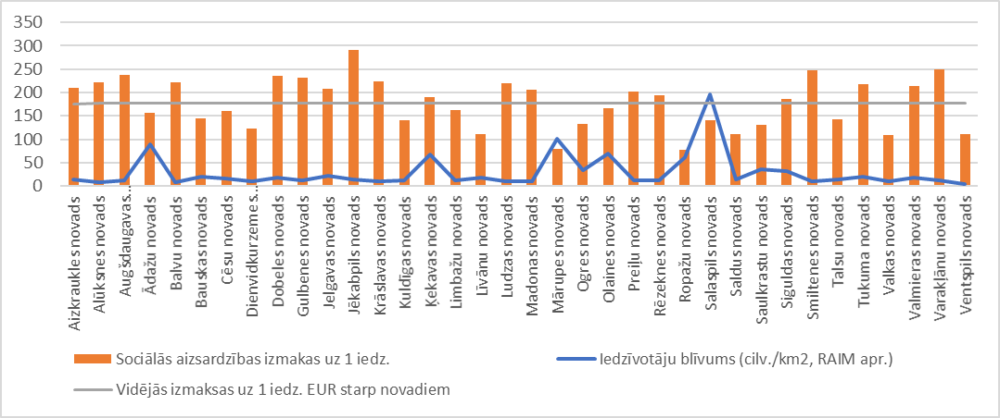 350
300
250
200
150
100
50
0
Aizkraukles novads
Alūksnes novads
Augšdaugavas…
Ādažu novads
Balvu novads
Bauskas novads
Cēsu novads
Dienvidkurzemes…
Dobeles novads
Gulbenes novads
Jelgavas novads
Jēkabpils novads
Krāslavas novads
Kuldīgas novads
Ķekavas novads
Limbažu novads
Līvānu novads
Ludzas novads
Madonas novads
Mārupes novads
Ogres novads
Olaines novads
Preiļu novads
Rēzeknes novads
Ropažu novads
Salaspils novads
Saldus novads
Saulkrastu novads
Siguldas novads
Smiltenes novads
Talsu novads
Tukuma novads
Valkas novads
Valmieras novads
Varakļānu novads
Ventspils novads
Sociālās aizsardzības izmakas uz 1 iedz.
Iedzīvotāju blīvums (cilv./km2, RAIM apr.)
Vidējās izmaksas uz 1 iedz. EUR starp novadiem